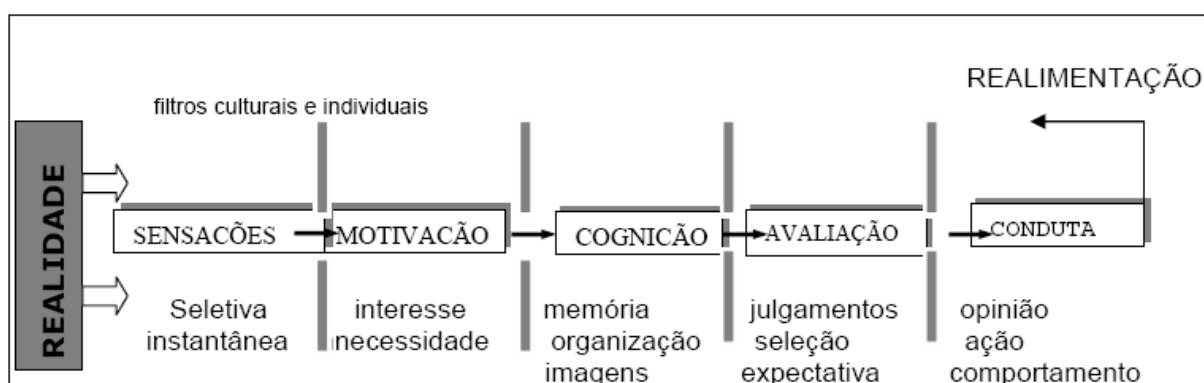 REALIMENTAÇÃO
filtros culturais e individuais
REALIDADE
SENSACÕES
MOTIVACÃO
COGNICÃO
AVALIAÇÃO
CONDUTA
Seletiva
instantânea
interesse
necessidade
memória
organização
imagens
julgamentos
seleção
expectativa
opinião
ação
comportamento